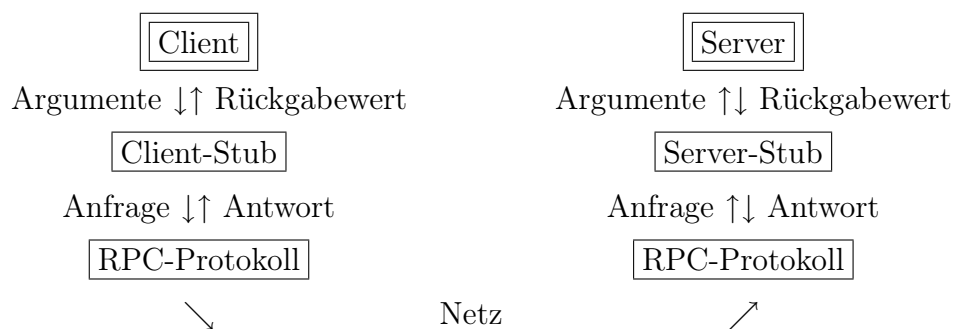 Client Server
Argumente ↓↑ Rückgabewert Argumente ↑↓ Rückgabewert
Client-Stub Server-Stub
Anfrage ↓↑ Antwort Anfrage ↑↓ Antwort
RPC-Protokoll RPC-Protokoll
↘ Netz ↗